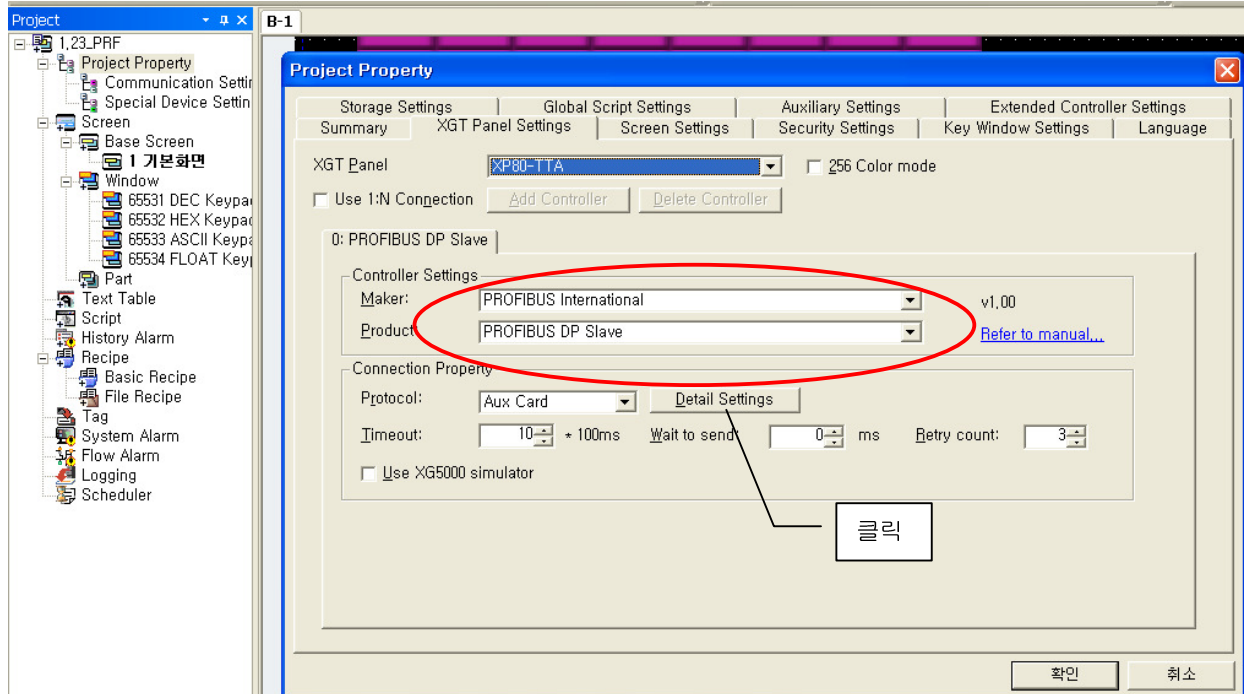 Project
1,23_PRF
Project Property
Communication Settin
Special Device Settin
Screen
Base Screen
1 기본화면
Window
65531 DEC Keypa
65532 HEX Keypa
65533 ASCII Keypa
65534 FLOAT Key
Part
Text Table
Script
History Alarm
Recipe
Basic Recipe
File Recipe
Tag
System Alarm
Flow Alarm
Logging
Scheduler
B-1
Project Property
Storage Settings Global Script Settings Auxiliary Settings Extended Controller Settings
Summary XGT Panel Settings Screen Settings Security Settings Key Window Settings Language
XGT Panel XP80-TTA 256 Color mode
Use 1:N Connection Add Controller Delete Controller
0: PROFIBUS DP Slave
Controller Settings
Maker: PROFIBUS International v1,00
Product: PROFIBUS DP Slave Refer to manual,,,
Connection Property
Protocol: Aux Card Detail Settings
Timeout: 10 * 100ms Wait to send: 0 ms Retry count: 3
Use XG5000 simulator
클릭
확인 취소